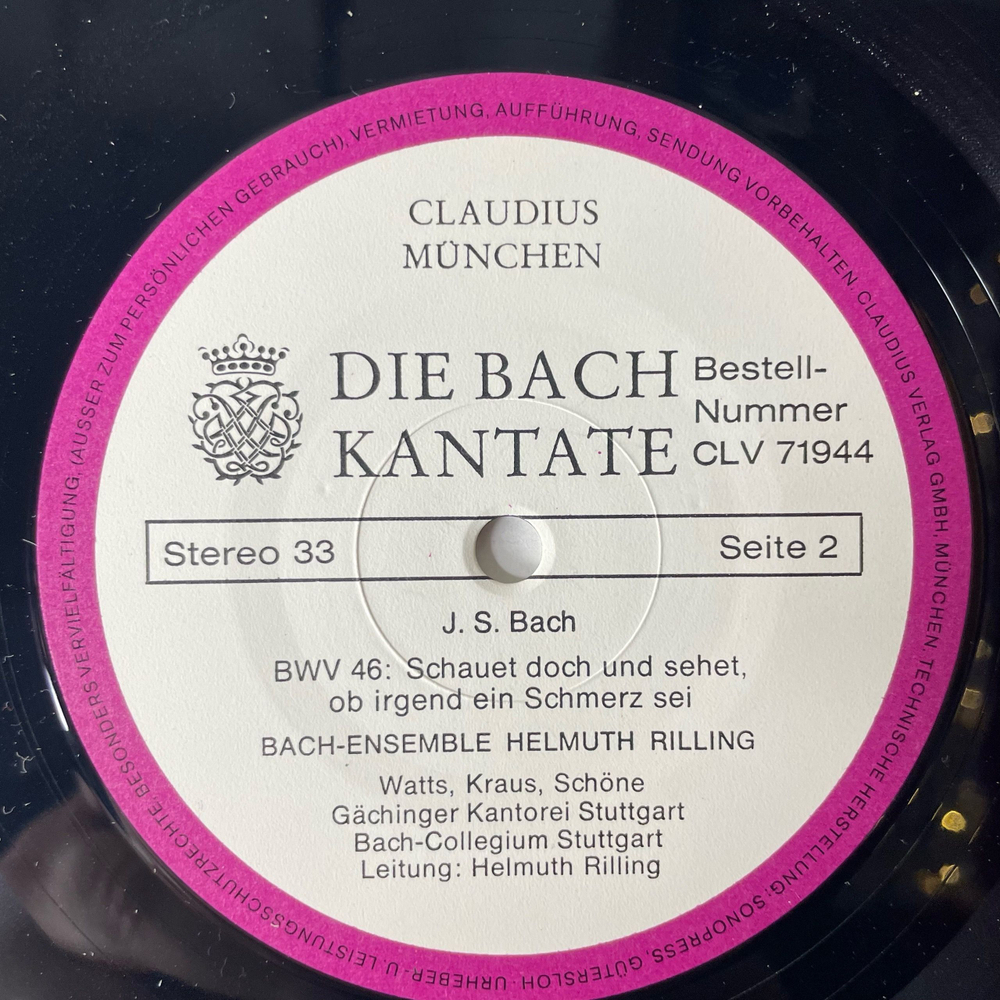 CLAUDIUS
MÜNCHEN
DIE BACH
KANTATE
Bestell-
Nummer
CLV 71944
Stereo 33
Seite 2
J. S. Bach
BWV 46: Schauet doch und sehet,
ob irgend ein Schmerz sei
BACH-ENSEMBLE HELMUTH RILLING
Watts, Kraus, Schöne
Gächinger Kantorei Stuttgart
Bach-Collegium Stuttgart
Leitung: Helmuth Rilling
URHEBER- U. LEISTUNGSSCHUTZRECHTE, BESONDERS VERVIELFÄLTIGUNG, (AUSSER ZUM PERSÖNLICHEN GEBRAUCH), VERMIETUNG, AUFFÜHRUNG, SENDUNG VORBEHALTEN. CLAUDIUS VERLAG GMBH, MÜNCHEN · TECHNISCHE HERSTELLUNG: SONOPRESS, GÜTERSLOH ·